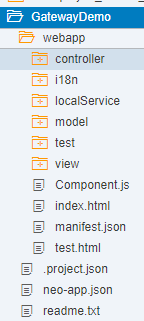 GatewayDemo
webapp
controller
i18n
localService
model
test
view
Component.js
index.html
manifest.json
test.html
.project.json
neo-app.json
readme.txt